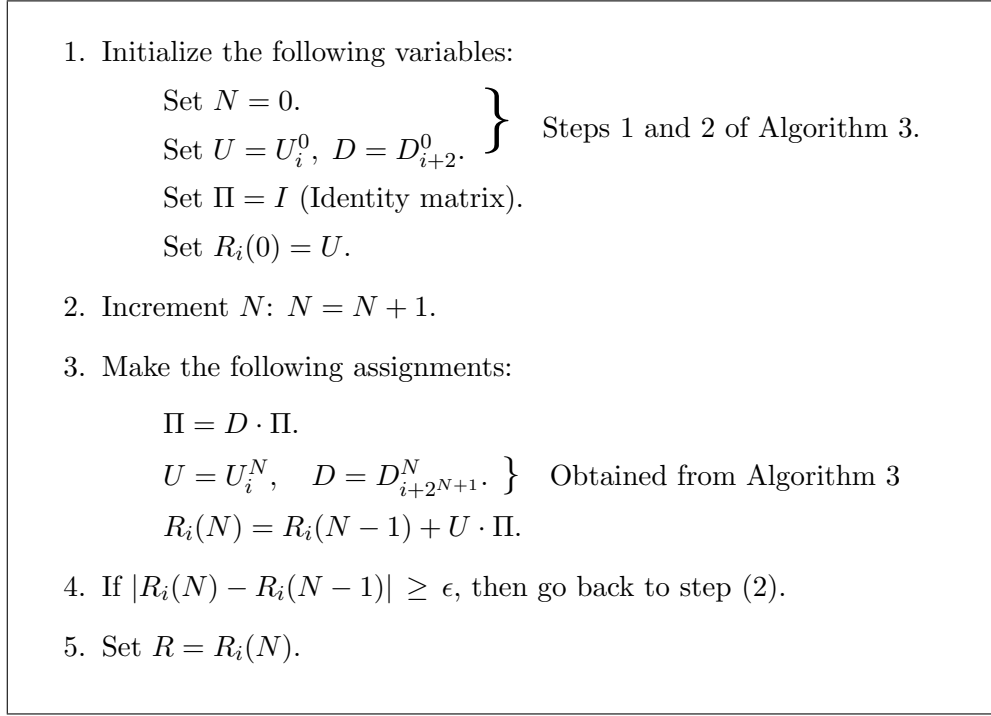 1. Initialize the following variables:
Set N = 0.
Set U = U_i^0, D = D_{i+2}^0. } Steps 1 and 2 of Algorithm 3.
Set Π = I (Identity matrix).
Set R_i(0) = U.
2. Increment N: N = N + 1.
3. Make the following assignments:
Π = D · Π.
U = U_i^N, D = D_{i+2^{N+1}}^N. } Obtained from Algorithm 3
R_i(N) = R_i(N − 1) + U · Π.
4. If |R_i(N) − R_i(N − 1)| ≥ ϵ, then go back to step (2).
5. Set R = R_i(N).